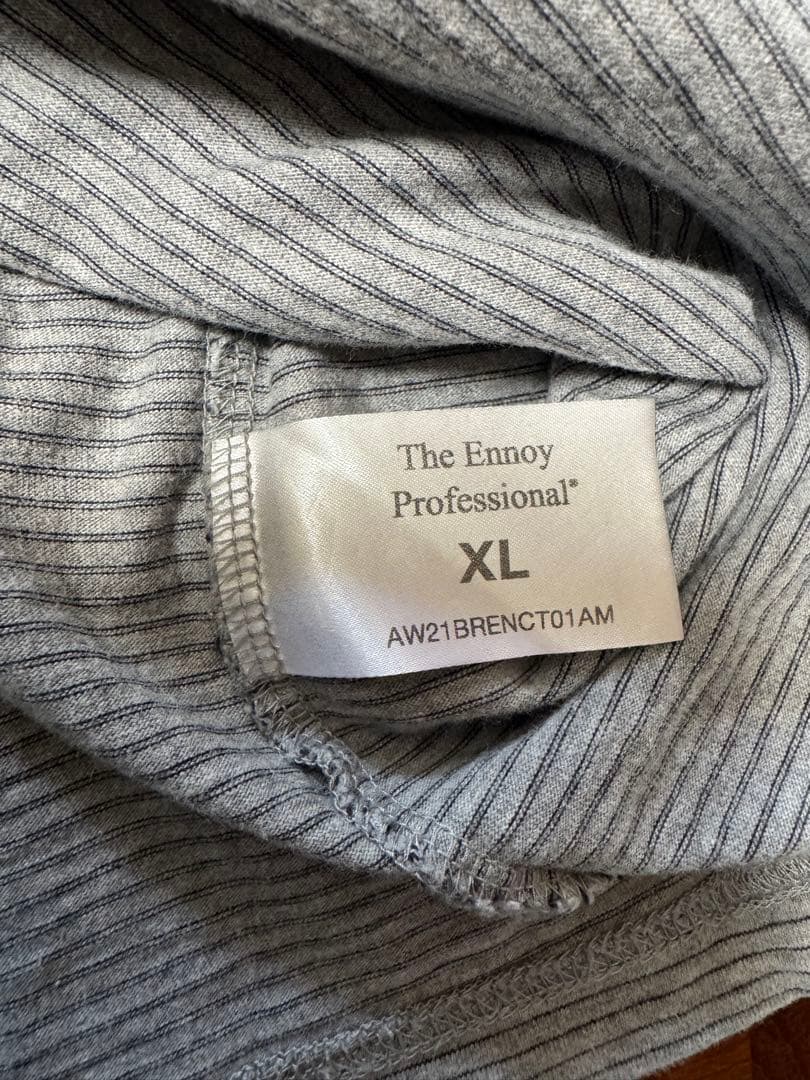 The Ennoy
Professional®
XL
AW21BRENCT01AM